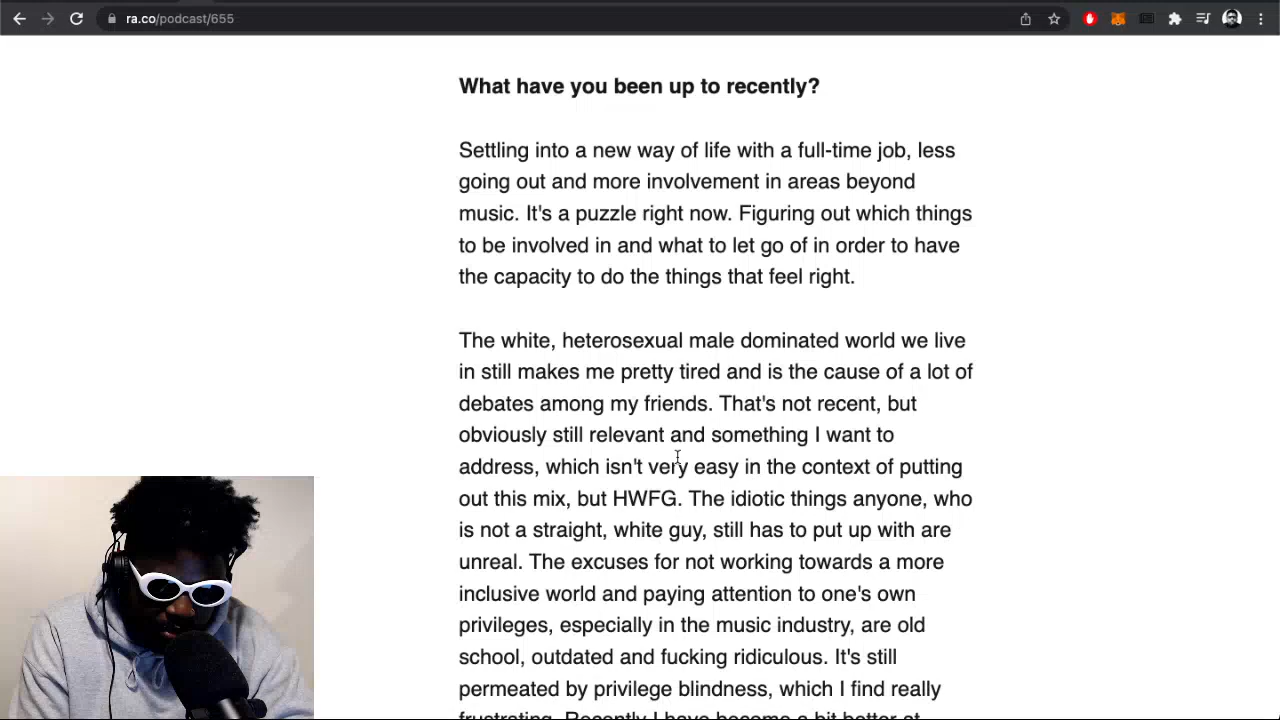 ra.co/podcast/655
What have you been up to recently?
Settling into a new way of life with a full-time job, less
going out and more involvement in areas beyond
music. It's a puzzle right now. Figuring out which things
to be involved in and what to let go of in order to have
the capacity to do the things that feel right.
The white, heterosexual male dominated world we live
in still makes me pretty tired and is the cause of a lot of
debates among my friends. That's not recent, but
obviously still relevant and something I want to
address, which isn't very easy in the context of putting
out this mix, but HWFG. The idiotic things anyone, who
is not a straight, white guy, still has to put up with are
unreal. The excuses for not working towards a more
inclusive world and paying attention to one's own
privileges, especially in the music industry, are old
school, outdated and fucking ridiculous. It's still
permeated by privilege blindness, which I find really
frustrating. Recently I have become a bit better at